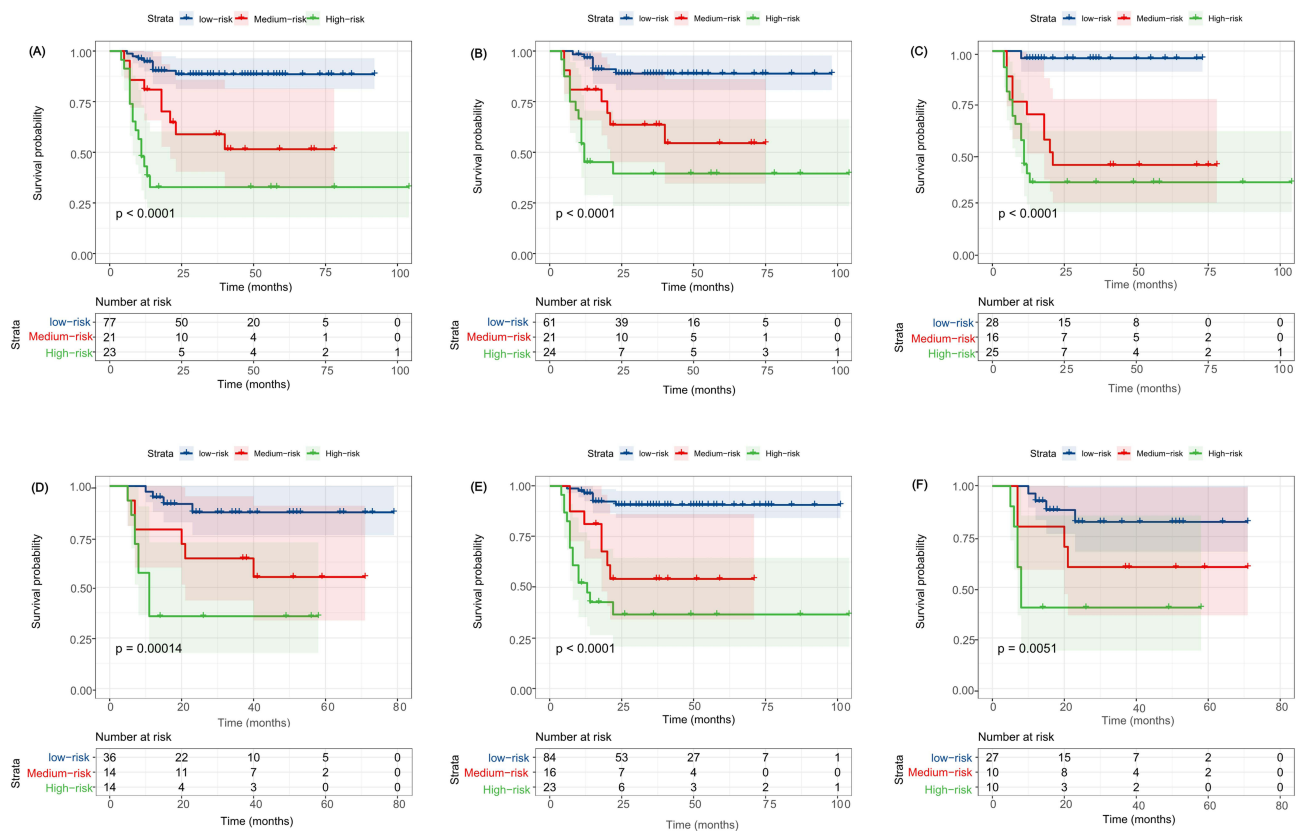 Strata low-risk Medium-risk High-risk
(A)
Survival probability
1.00
0.75
0.50
0.25
0.00
p < 0.0001
0 25 50 75 100
Time (months)
Number at risk
Strata
low-risk 77 50 20 5 0
Medium-risk 21 10 4 1 0
High-risk 23 5 4 2 1
0 25 50 75 100
Time (months)
Strata low-risk Medium-risk High-risk
(B)
Survival probability
1.00
0.75
0.50
0.25
0.00
p < 0.0001
0 25 50 75 100
Time (months)
Number at risk
Strata
low-risk 61 39 16 5 0
Medium-risk 21 10 5 1 0
High-risk 24 7 5 3 1
0 25 50 75 100
Time (months)
Strata low-risk Medium-risk High-risk
(C)
Survival probability
1.00
0.75
0.50
0.25
0.00
p < 0.0001
0 25 50 75 100
Time (months)
Number at risk
Strata
low-risk 28 15 8 0 0
Medium-risk 16 7 5 2 0
High-risk 25 7 4 2 1
0 25 50 75 100
Time (months)
Strata low-risk Medium-risk High-risk
(D)
Survival probability
1.00
0.75
0.50
0.25
0.00
p = 0.00014
0 20 40 60 80
Time (months)
Number at risk
Strata
low-risk 36 22 10 5 0
Medium-risk 14 11 7 2 0
High-risk 14 4 3 0 0
0 20 40 60 80
Time (months)
Strata low-risk Medium-risk High-risk
(E)
Survival probability
1.00
0.75
0.50
0.25
0.00
p < 0.0001
0 25 50 75 100
Time (months)
Number at risk
Strata
low-risk 84 53 27 7 1
Medium-risk 16 7 4 0 0
High-risk 23 6 3 2 1
0 25 50 75 100
Time (months)
Strata low-risk Medium-risk High-risk
(F)
Survival probability
1.00
0.75
0.50
0.25
0.00
p = 0.0051
0 20 40 60 80
Time (months)
Number at risk
Strata
low-risk 27 15 7 2 0
Medium-risk 10 8 4 2 0
High-risk 10 3 2 0 0
0 20 40 60 80
Time (months)